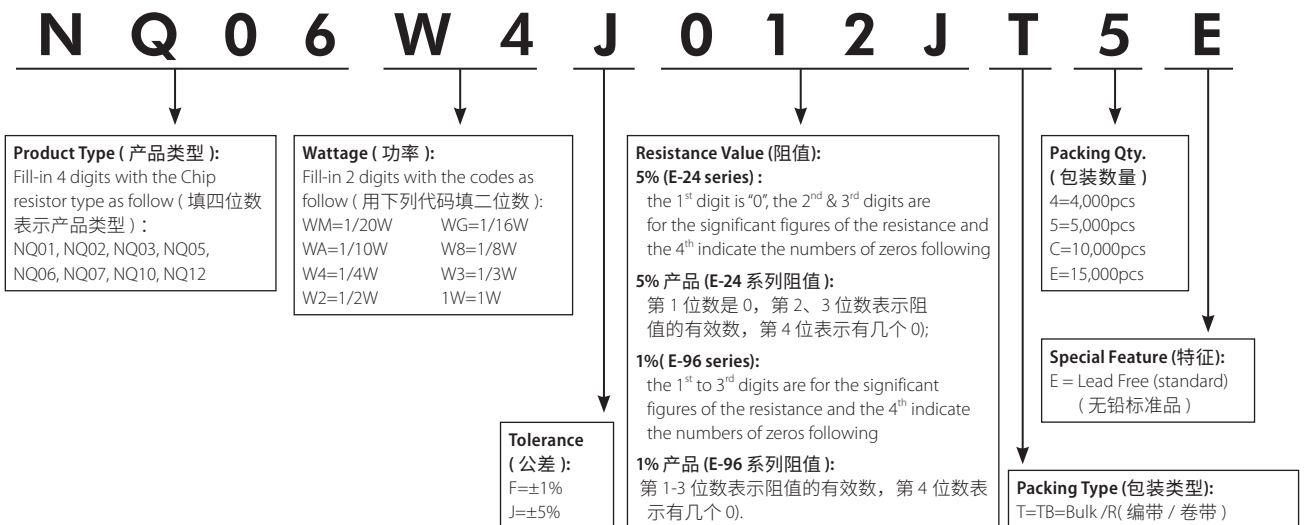 N Q 0 6 W 4 J 0 1 2 J T 5 E
Product Type ( 产品类型 ):
Fill-in 4 digits with the Chip
resistor type as follow ( 填四位数
表示产品类型 ) :
NQ01, NQ02, NQ03, NQ05,
NQ06, NQ07, NQ10, NQ12
Wattage ( 功率 ):
Fill-in 2 digits with the codes as
follow ( 用下列代码填二位数 ):
WM=1/20W WG=1/16W
WA=1/10W W8=1/8W
W4=1/4W W3=1/3W
W2=1/2W 1W=1W
Tolerance
( 公差 ):
F=±1%
J=±5%
Resistance Value (阻值):
5% (E-24 series) :
the 1st digit is "0", the 2nd & 3rd digits are
for the significant figures of the resistance and
the 4th indicate the numbers of zeros following
5% 产品 (E-24 系列阻值 ):
第 1 位数是 0，第 2、3 位数表示阻
值的有效数，第 4 位表示有几个 0);
1%( E-96 series):
the 1st to 3rd digits are for the significant
figures of the resistance and the 4th indicate
the numbers of zeros following
1% 产品 (E-96 系列阻值 ):
第 1-3 位数表示阻值的有效数，第 4 位数表
示有几个 0).
Packing Qty.
( 包装数量 )
4=4,000pcs
5=5,000pcs
C=10,000pcs
E=15,000pcs
Special Feature (特征):
E = Lead Free (standard)
( 无铅标准品 )
Packing Type (包装类型):
T=TB=Bulk /R( 编带 / 卷带 )